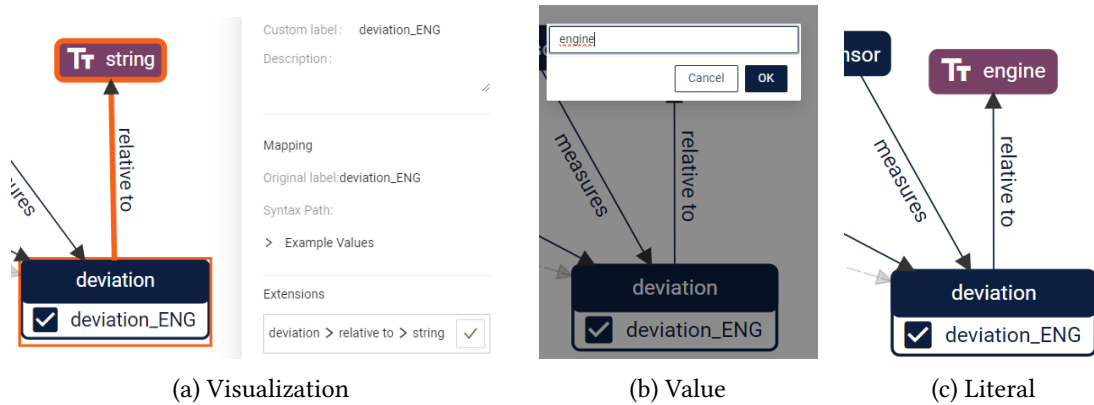 Tт string
relative to
ures
deviation
deviation_ENG
Custom label: deviation_ENG
Description:
Mapping
Original label:deviation_ENG
Syntax Path:
> Example Values
Extensions
deviation > relative to > string
(a) Visualization
engine
Cancel OK
measures
relative to
deviation
deviation_ENG
(b) Value
nsor
Tт engine
measures
relative to
deviation
deviation_ENG
(c) Literal